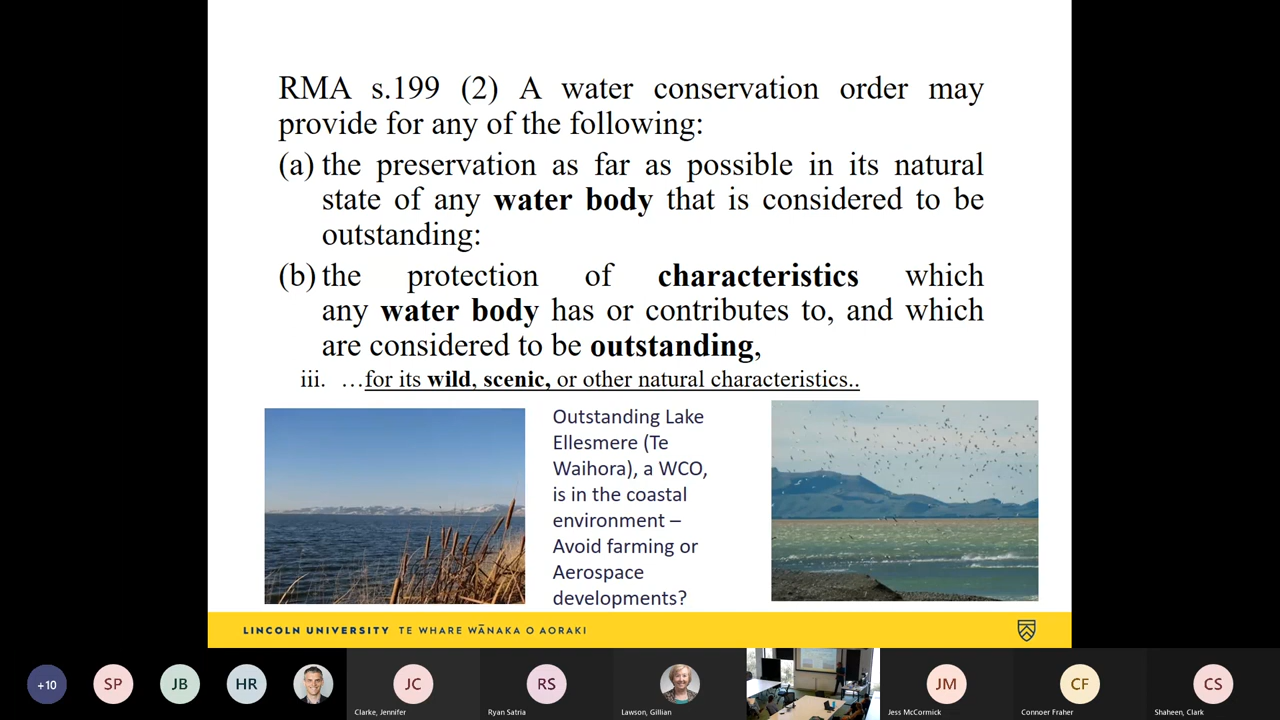 RMA s.199 (2) A water conservation order may
provide for any of the following:
(a) the preservation as far as possible in its natural
state of any water body that is considered to be
outstanding:
(b) the protection of characteristics which
any water body has or contributes to, and which
are considered to be outstanding,
iii. …for its wild, scenic, or other natural characteristics..
Outstanding Lake
Ellesmere (Te
Waihora), a WCO,
is in the coastal
environment –
Avoid farming or
Aerospace
developments?
LINCOLN UNIVERSITY TE WHARE WĀNAKA O AORAKI
+10
SP
JB
HR
JC
Clarke, Jennifer
RS
Ryan Satria
Lawson, Gillian
JM
Jess McCormick
CF
Connoer Fraher
CS
Shaheen, Clark